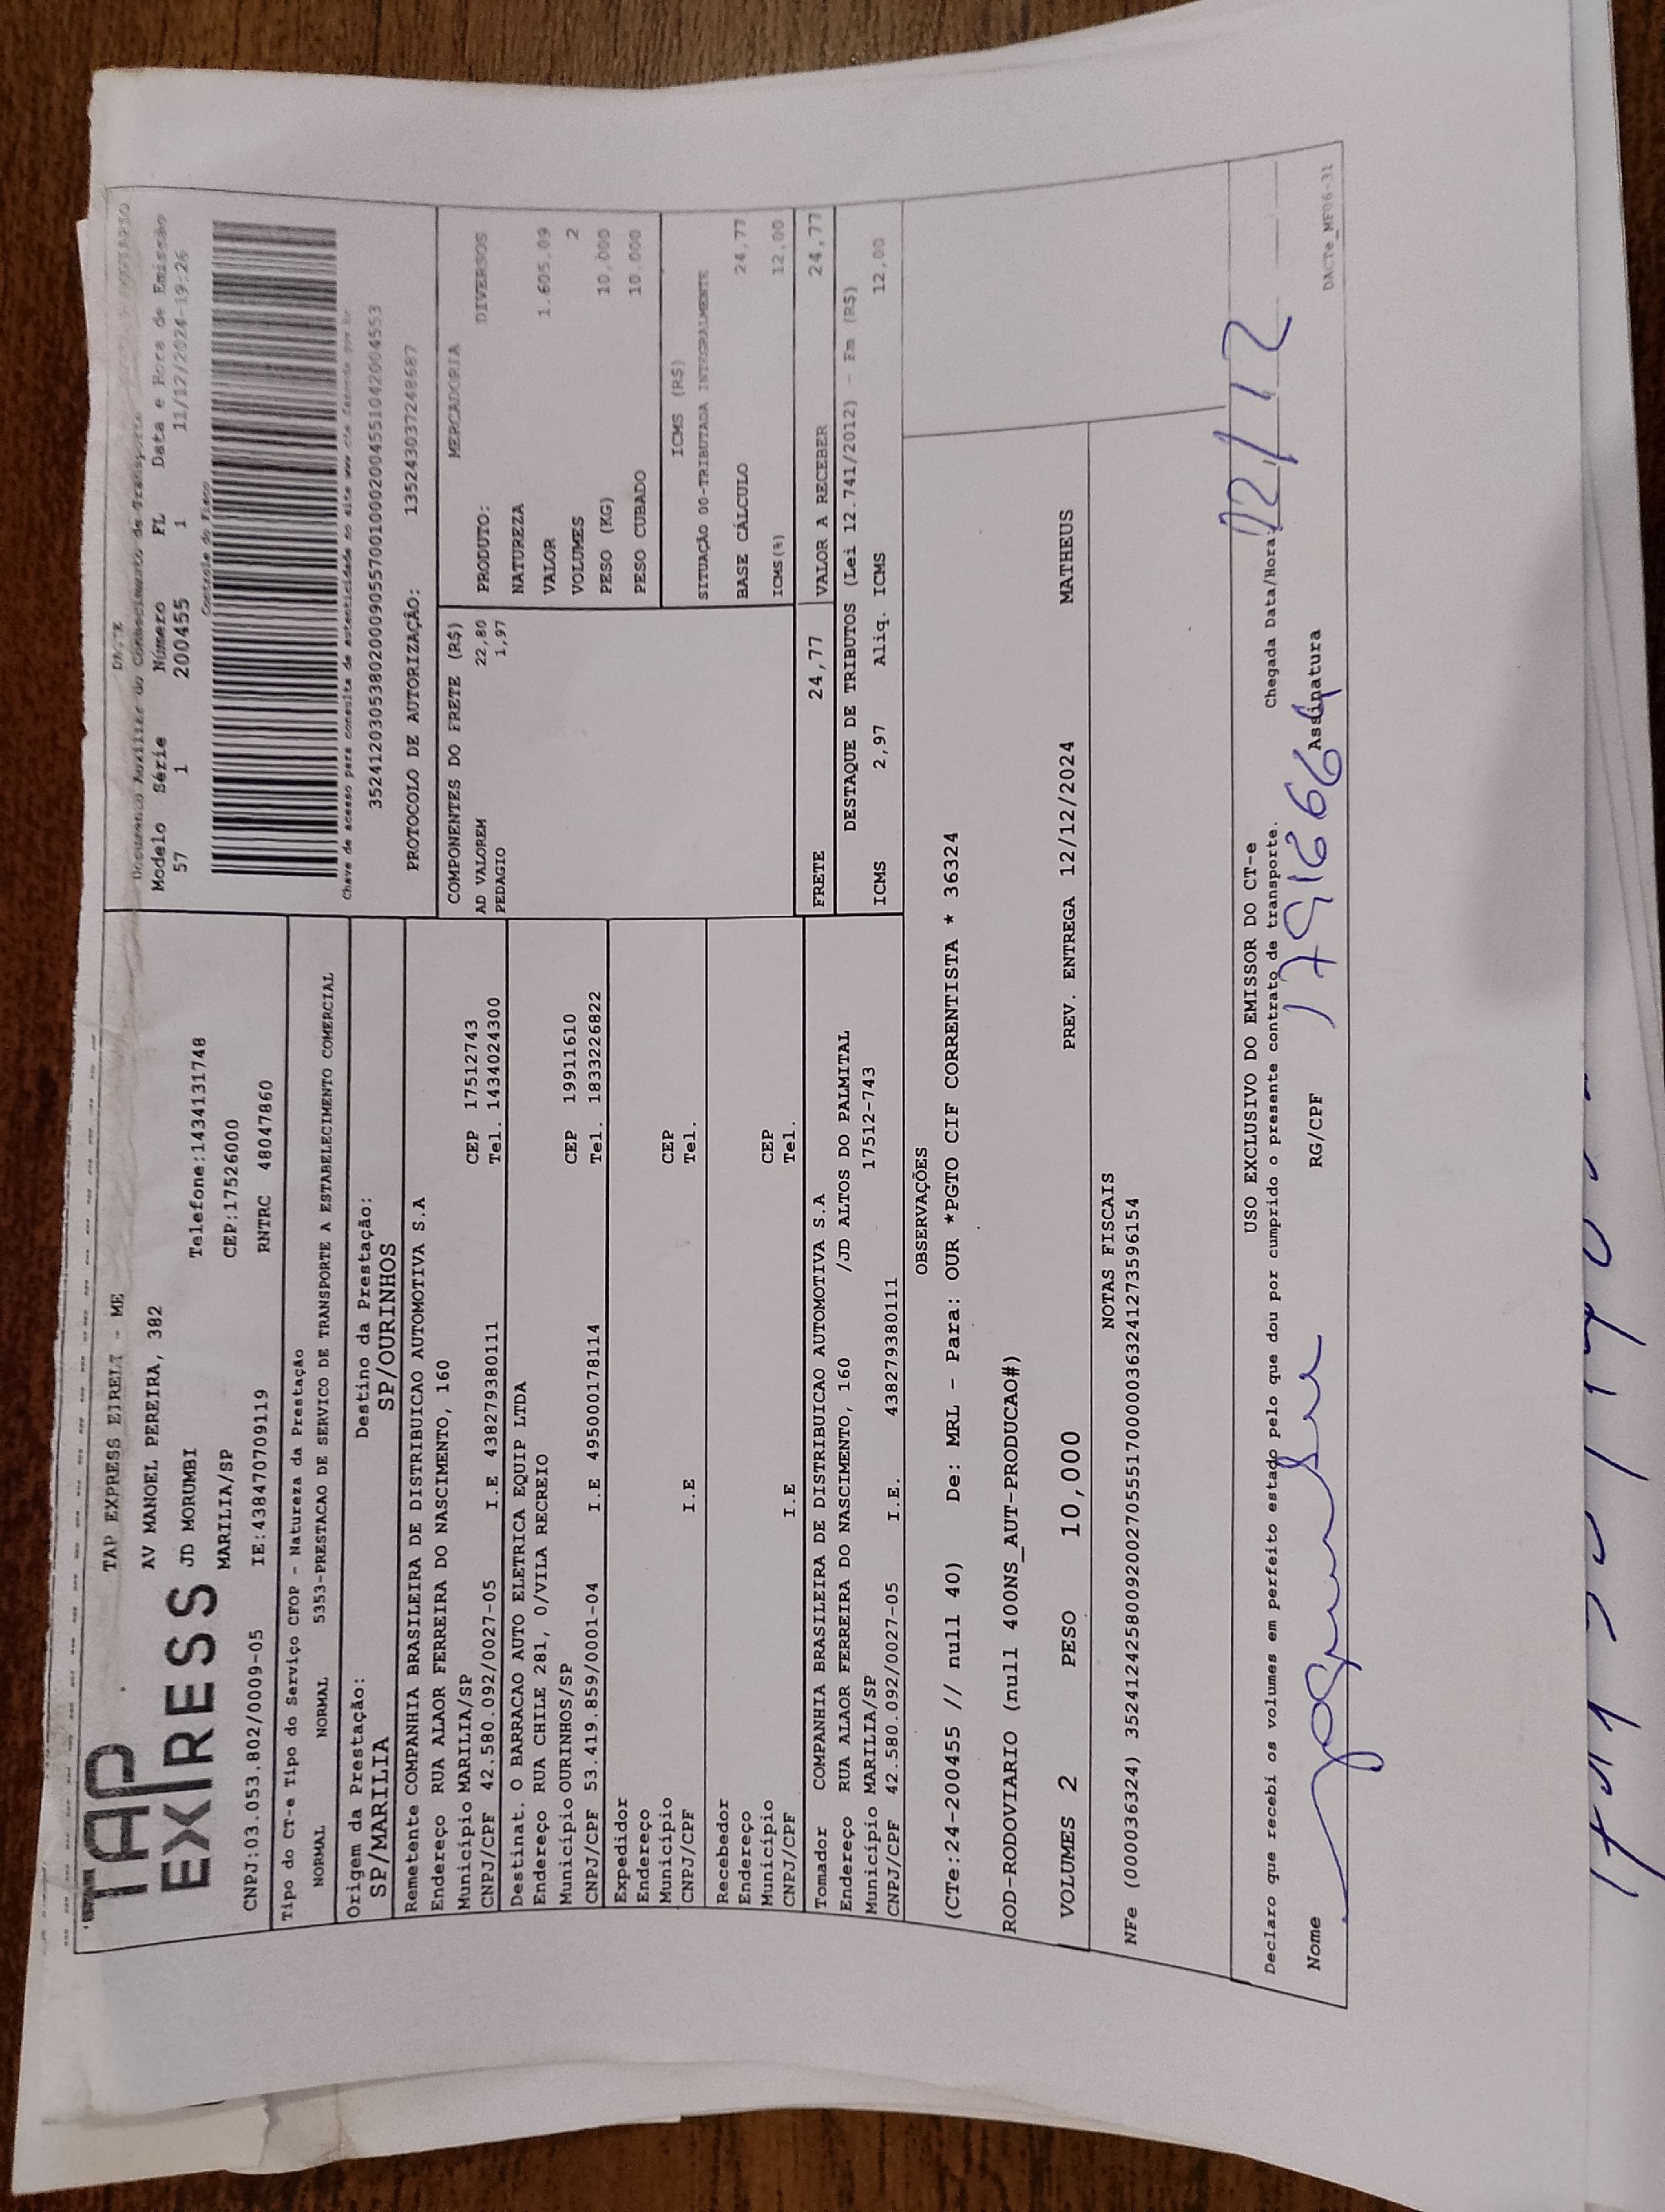 TAP
EXPRESS
TAP EXPRESS EIRELI - ME
AV MANOEL PEREIRA, 382
JD MORUMBI Telefone:1434131748
MARILIA/SP CEP:17526000
CNPJ:03.053.802/0009-05 IE:438470709119 RNTRC 48047860
DACTE
Documento Auxiliar do Conhecimento de Transporte
Modelo Série Número FL Data e Hora de Emissão
57 1 200455 1 11/12/2024-19:26
Controle do Fisco
Chave de acesso para consulta de autenticidade no site www.cte.fazenda.gov.br
35241203053802000905570010002004551042004553
PROTOCOLO DE AUTORIZAÇÃO: 135243037248687
Tipo do CT-e Tipo do Serviço CFOP - Natureza da Prestação
NORMAL NORMAL 5353-PRESTACAO DE SERVICO DE TRANSPORTE A ESTABELECIMENTO COMERCIAL
Origem da Prestação: Destino da Prestação:
SP/MARILIA SP/OURINHOS
Remetente COMPANHIA BRASILEIRA DE DISTRIBUICAO AUTOMOTIVA S.A
Endereço RUA ALAOR FERREIRA DO NASCIMENTO, 160
Município MARILIA/SP CEP 17512743
CNPJ/CPF 42.580.092/0027-05 I.E 438279380111 Tel. 1434024300
Destinat. O BARRACAO AUTO ELETRICA EQUIP LTDA
Endereço RUA CHILE 281, 0/VILA RECREIO
Município OURINHOS/SP CEP 19911610
CNPJ/CPF 53.419.859/0001-04 I.E 495000178114 Tel. 1833226822
Expedidor
Endereço
Município CEP
CNPJ/CPF I.E Tel.
Recebedor
Endereço
Município CEP
CNPJ/CPF I.E Tel.
Tomador COMPANHIA BRASILEIRA DE DISTRIBUICAO AUTOMOTIVA S.A
Endereço RUA ALAOR FERREIRA DO NASCIMENTO, 160 /JD ALTOS DO PALMITAL
Município MARILIA/SP 17512-743
CNPJ/CPF 42.580.092/0027-05 I.E. 438279380111
COMPONENTES DO FRETE (R$)
AD VALOREM 22,80
PEDAGIO 1,97
MERCADORIA
PRODUTO: DIVERSOS
NATUREZA
VALOR 1.605,09
VOLUMES 2
PESO (KG) 10,000
PESO CUBADO 10.000
ICMS (R$)
SITUAÇÃO 00-TRIBUTADA INTEGRALMENTE
BASE CÁLCULO 24,77
ICMS(%) 12,00
FRETE 24,77 VALOR A RECEBER 24,77
DESTAQUE DE TRIBUTOS (Lei 12.741/2012) - Em (R$)
ICMS 2,97 Aliq. ICMS 12,00
OBSERVAÇÕES
(CTe:24-200455 // null 40) De: MRL - Para: OUR *PGTO CIF CORRENTISTA * 36324
ROD-RODOVIARIO (null 400NS_AUT-PRODUCAO#)
VOLUMES 2 PESO 10,000 PREV. ENTREGA 12/12/2024 MATHEUS
NOTAS FISCAIS
NFe (000036324) 35241242580092002705551700000363241273596154
USO EXCLUSIVO DO EMISSOR DO CT-e
Declaro que recebi os volumes em perfeito estado pelo que dou por cumprido o presente contrato de transporte. Chegada Data/Hora: 12/12
Nome RG/CPF Assinatura
DACTe_MF06-31